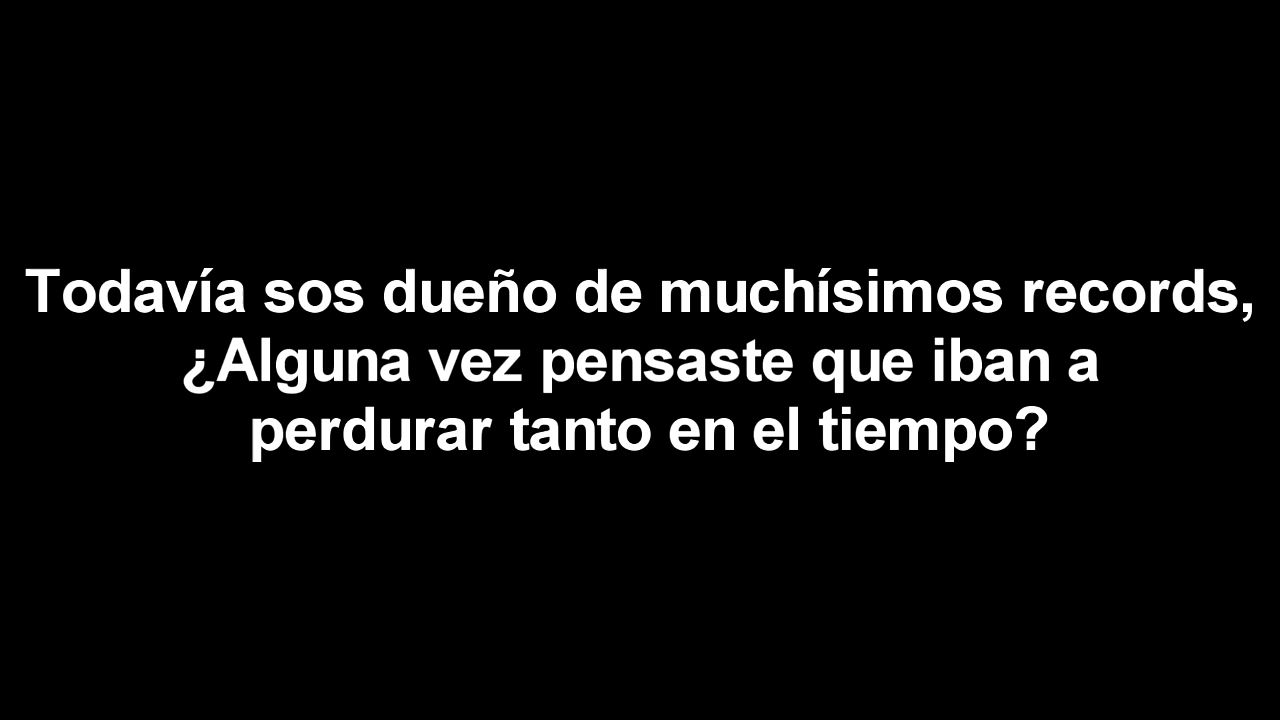 Todavía sos dueño de muchísimos records,
¿Alguna vez pensaste que iban a
perdurar tanto en el tiempo?